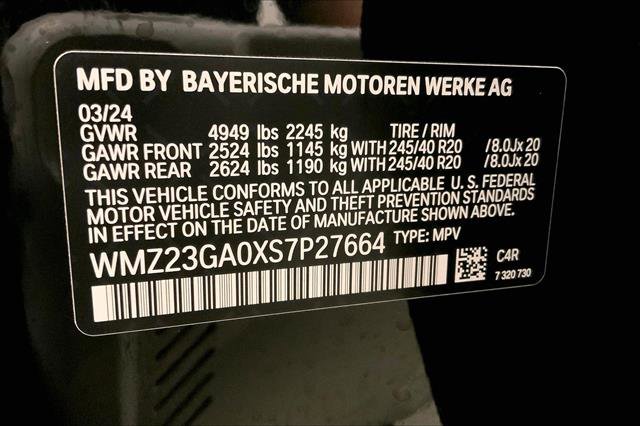 MFD BY BAYERISCHE MOTOREN WERKE AG
03/24
GVWR 4949 lbs 2245 kg TIRE / RIM
GAWR FRONT 2524 lbs 1145 kg WITH 245/40 R20 /8.0Jx 20
GAWR REAR 2624 lbs 1190 kg WITH 245/40 R20 /8.0Jx 20
THIS VEHICLE CONFORMS TO ALL APPLICABLE U. S. FEDERAL
MOTOR VEHICLE SAFETY AND THEFT PREVENTION STANDARDS
IN EFFECT ON THE DATE OF MANUFACTURE SHOWN ABOVE.
WMZ23GA0XS7P27664 TYPE: MPV
C4R
7 320 730